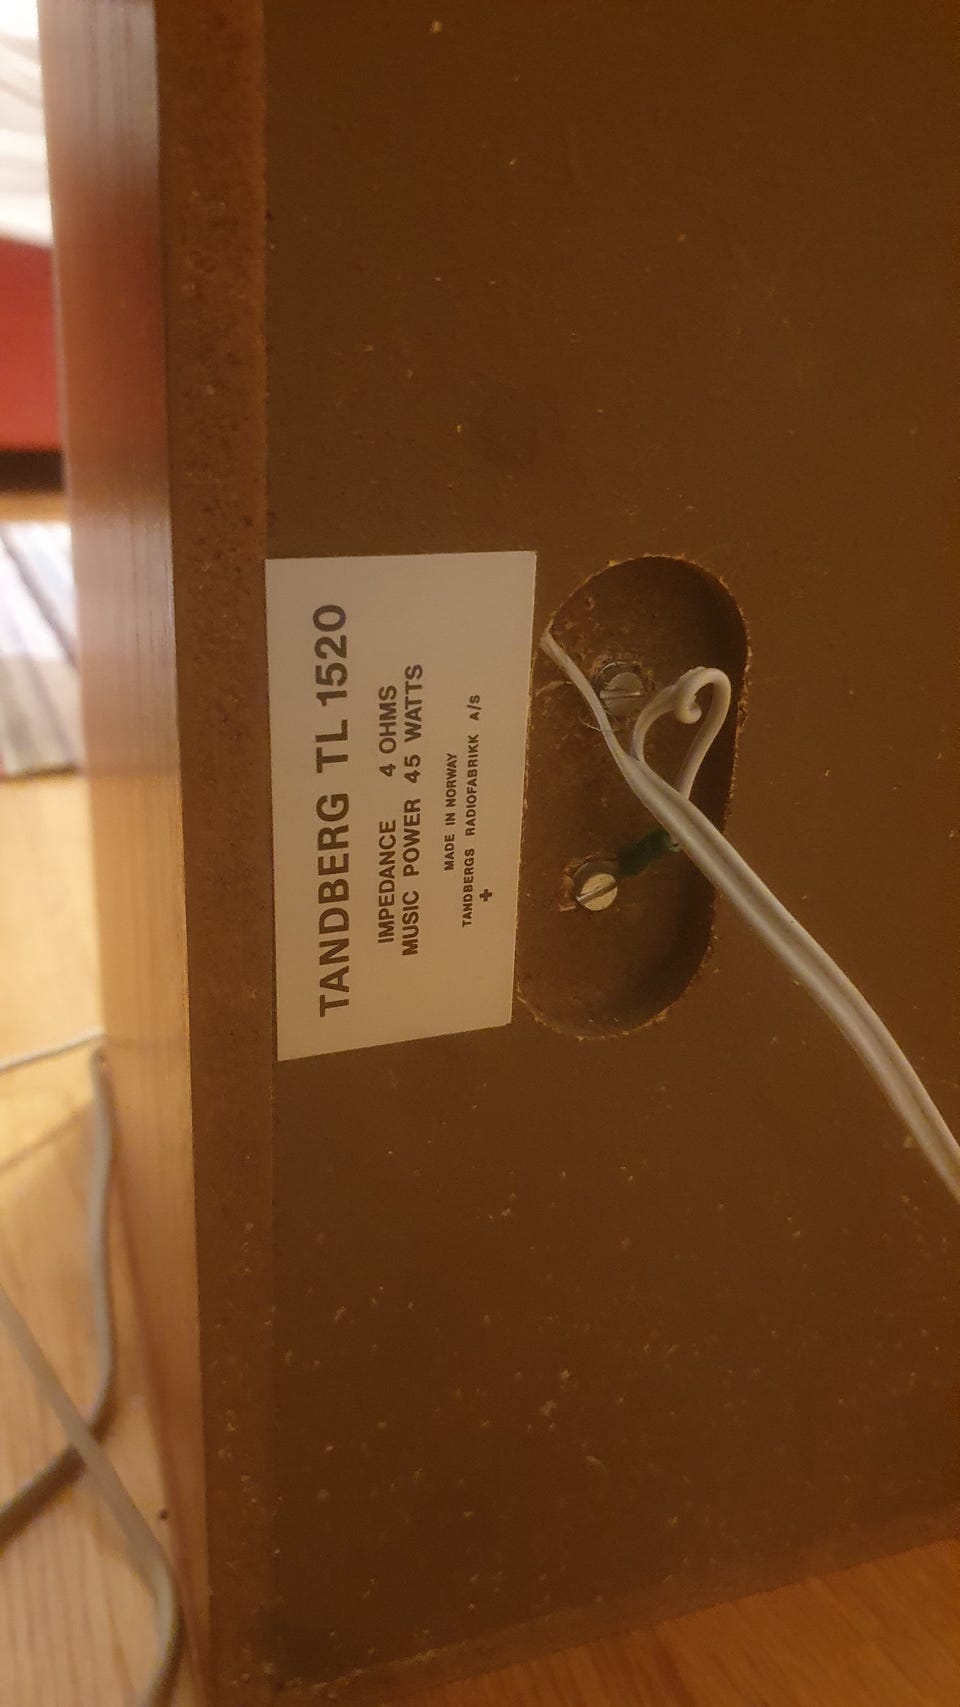 TANDBERG TL 1520
IMPEDANCE 4 OHMS
MUSIC POWER 45 WATTS
MADE IN NORWAY
TANDBERGS RADIOFABRIKK A/S
+